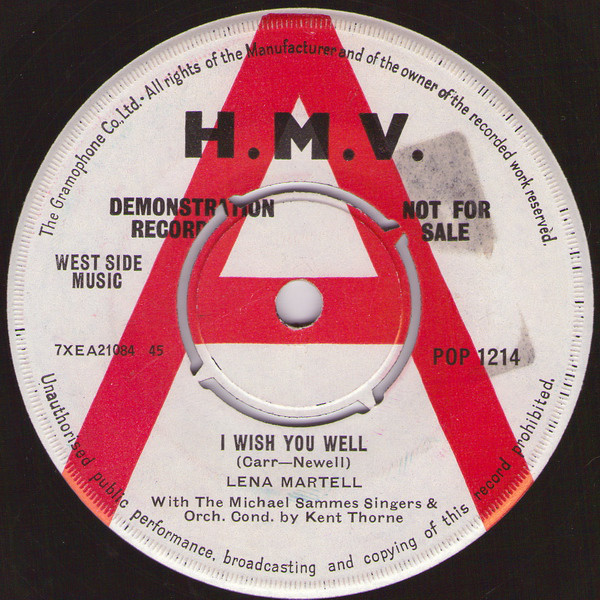 The Gramophone Co., Ltd. · All rights of the Manufacturer and of the owner of the recorded work reserved.
H.M.V.
DEMONSTRATION
RECORD
NOT FOR
SALE
WEST SIDE
MUSIC
7XEA21084 45
POP 1214
I WISH YOU WELL
(Carr—Newell)
LENA MARTELL
With The Michael Sammes Singers &
Orch. Cond. by Kent Thorne
Unauthorised public performance, broadcasting and copying of this record prohibited.
A